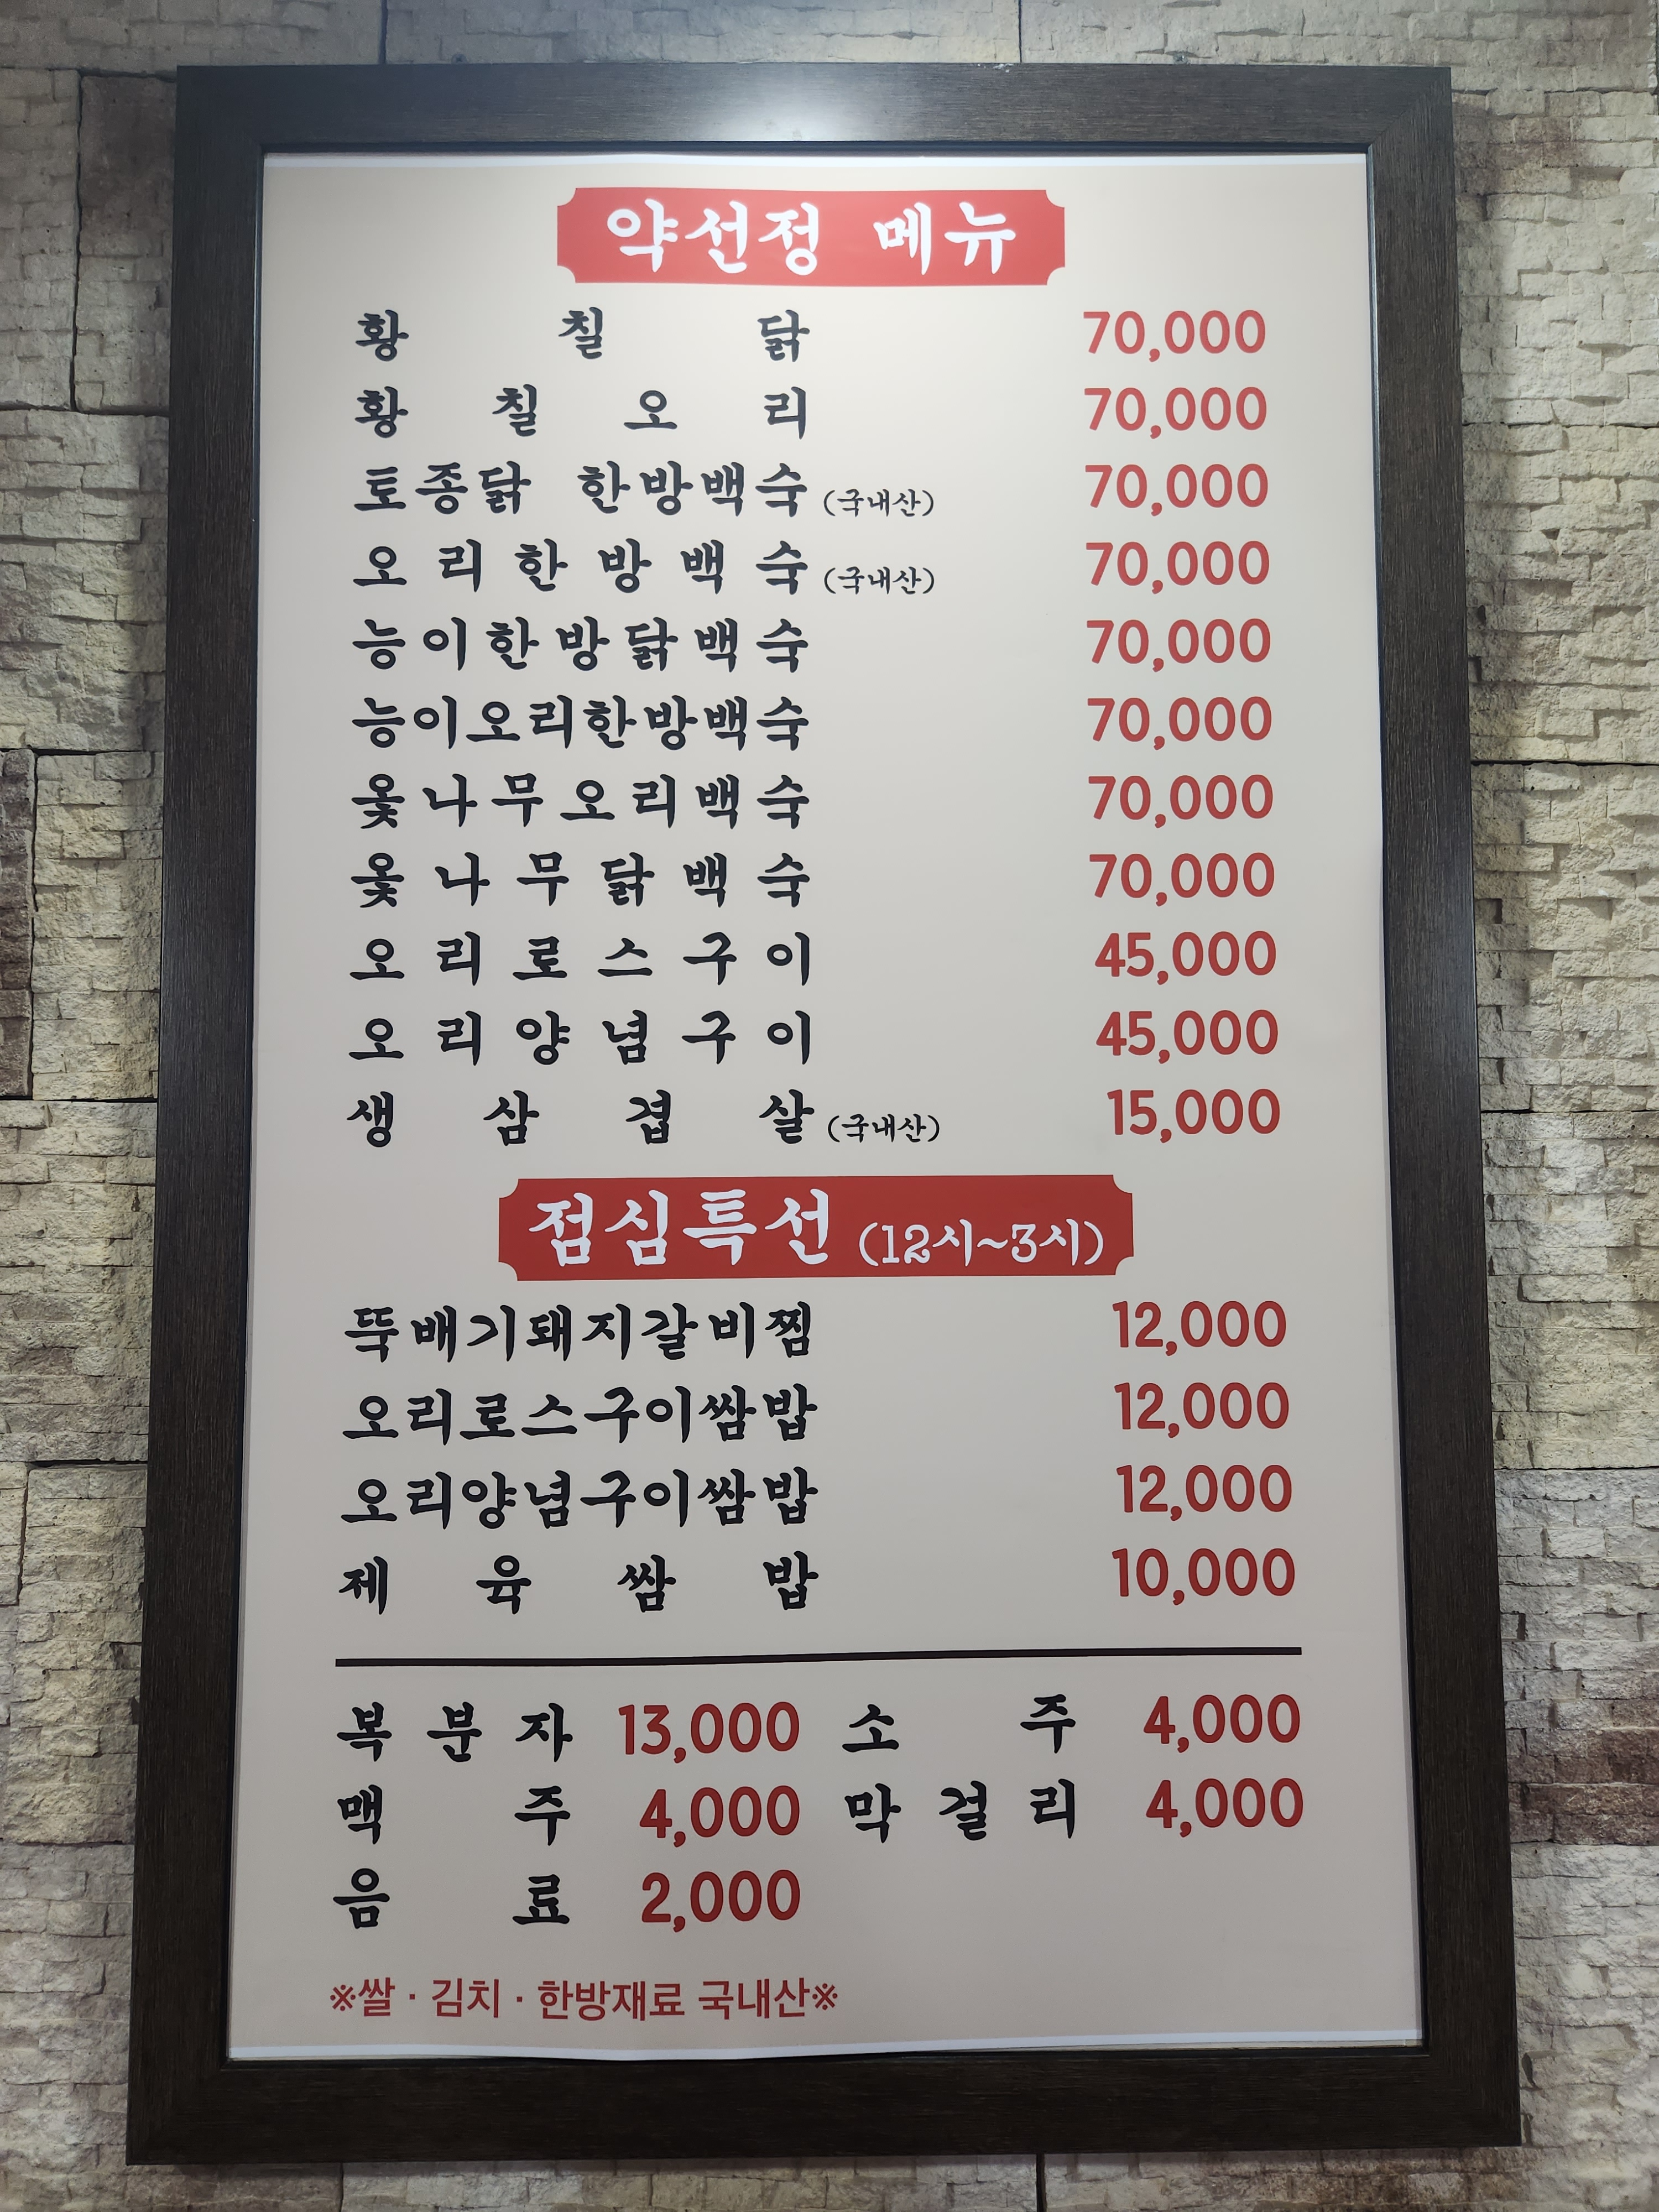 약선정 메뉴
황칠닭 70,000
황칠오리 70,000
토종닭 한방백숙 (국내산) 70,000
오리한방백숙 (국내산) 70,000
능이한방닭백숙 70,000
능이오리한방백숙 70,000
옻나무오리백숙 70,000
옻나무닭백숙 70,000
오리로스구이 45,000
오리양념구이 45,000
생삼겹살 (국내산) 15,000
점심특선 (12시~3시)
뚝배기돼지갈비찜 12,000
오리로스구이쌈밥 12,000
오리양념구이쌈밥 12,000
제육쌈밥 10,000
복분자 13,000 소주 4,000
맥주 4,000 막걸리 4,000
음료 2,000
※쌀 · 김치 · 한방재료 국내산※